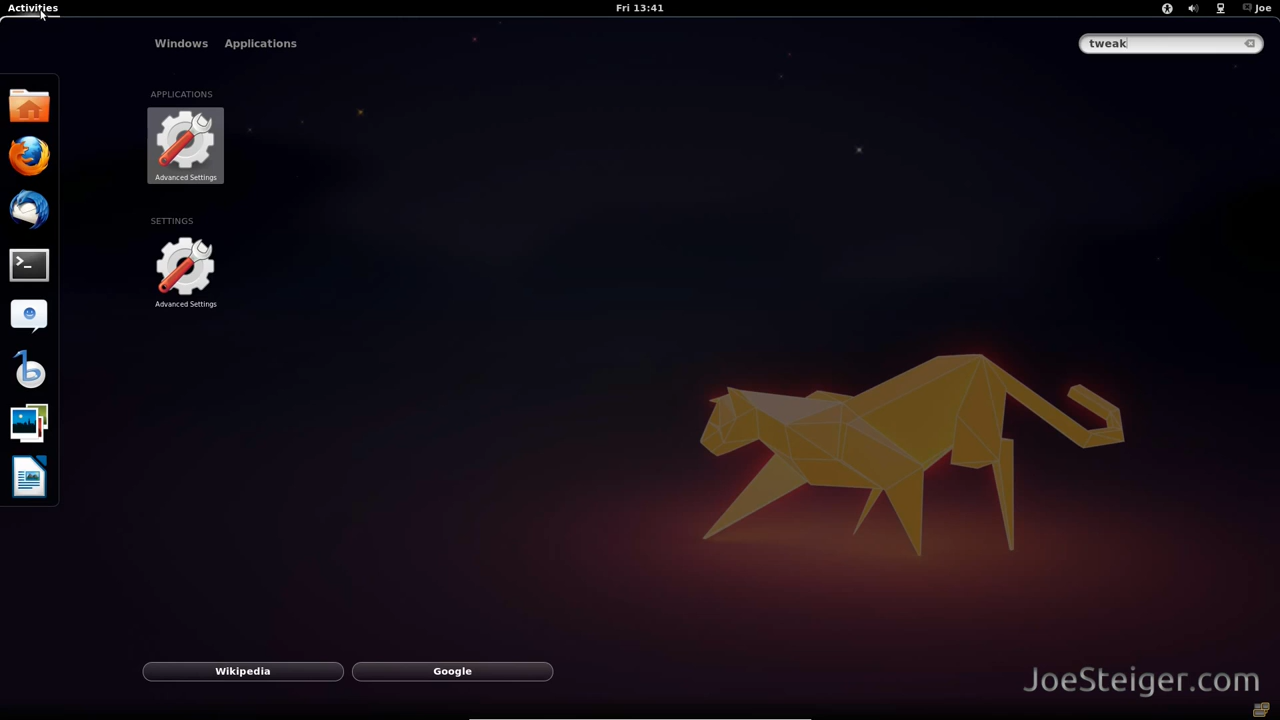 Activities
Fri 13:41
Joe
Windows Applications
tweak
APPLICATIONS
Advanced Settings
SETTINGS
Advanced Settings
Wikipedia
Google
JoeSteiger.com